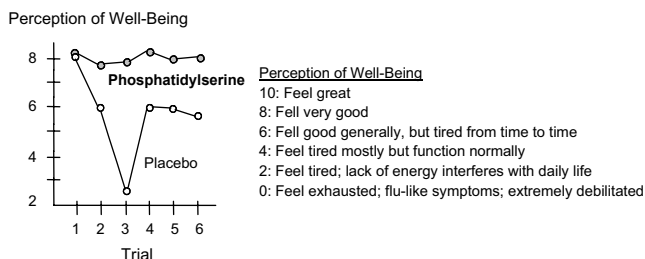 Perception of Well-Being
8
Phosphatidylserine
6
4
Placebo
2
1 2 3 4 5 6
Trial
Perception of Well-Being
10: Feel great
8: Fell very good
6: Fell good generally, but tired from time to time
4: Feel tired mostly but function normally
2: Feel tired; lack of energy interferes with daily life
0: Feel exhausted; flu-like symptoms; extremely debilitated